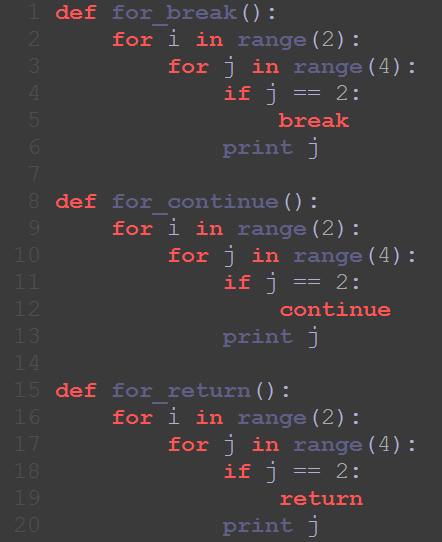 1 def for_break():
2     for i in range(2):
3         for j in range(4):
4             if j == 2:
5                 break
6             print j
7
8 def for_continue():
9     for i in range(2):
10         for j in range(4):
11             if j == 2:
12                 continue
13             print j
14
15 def for_return():
16     for i in range(2):
17         for j in range(4):
18             if j == 2:
19                 return
20             print j